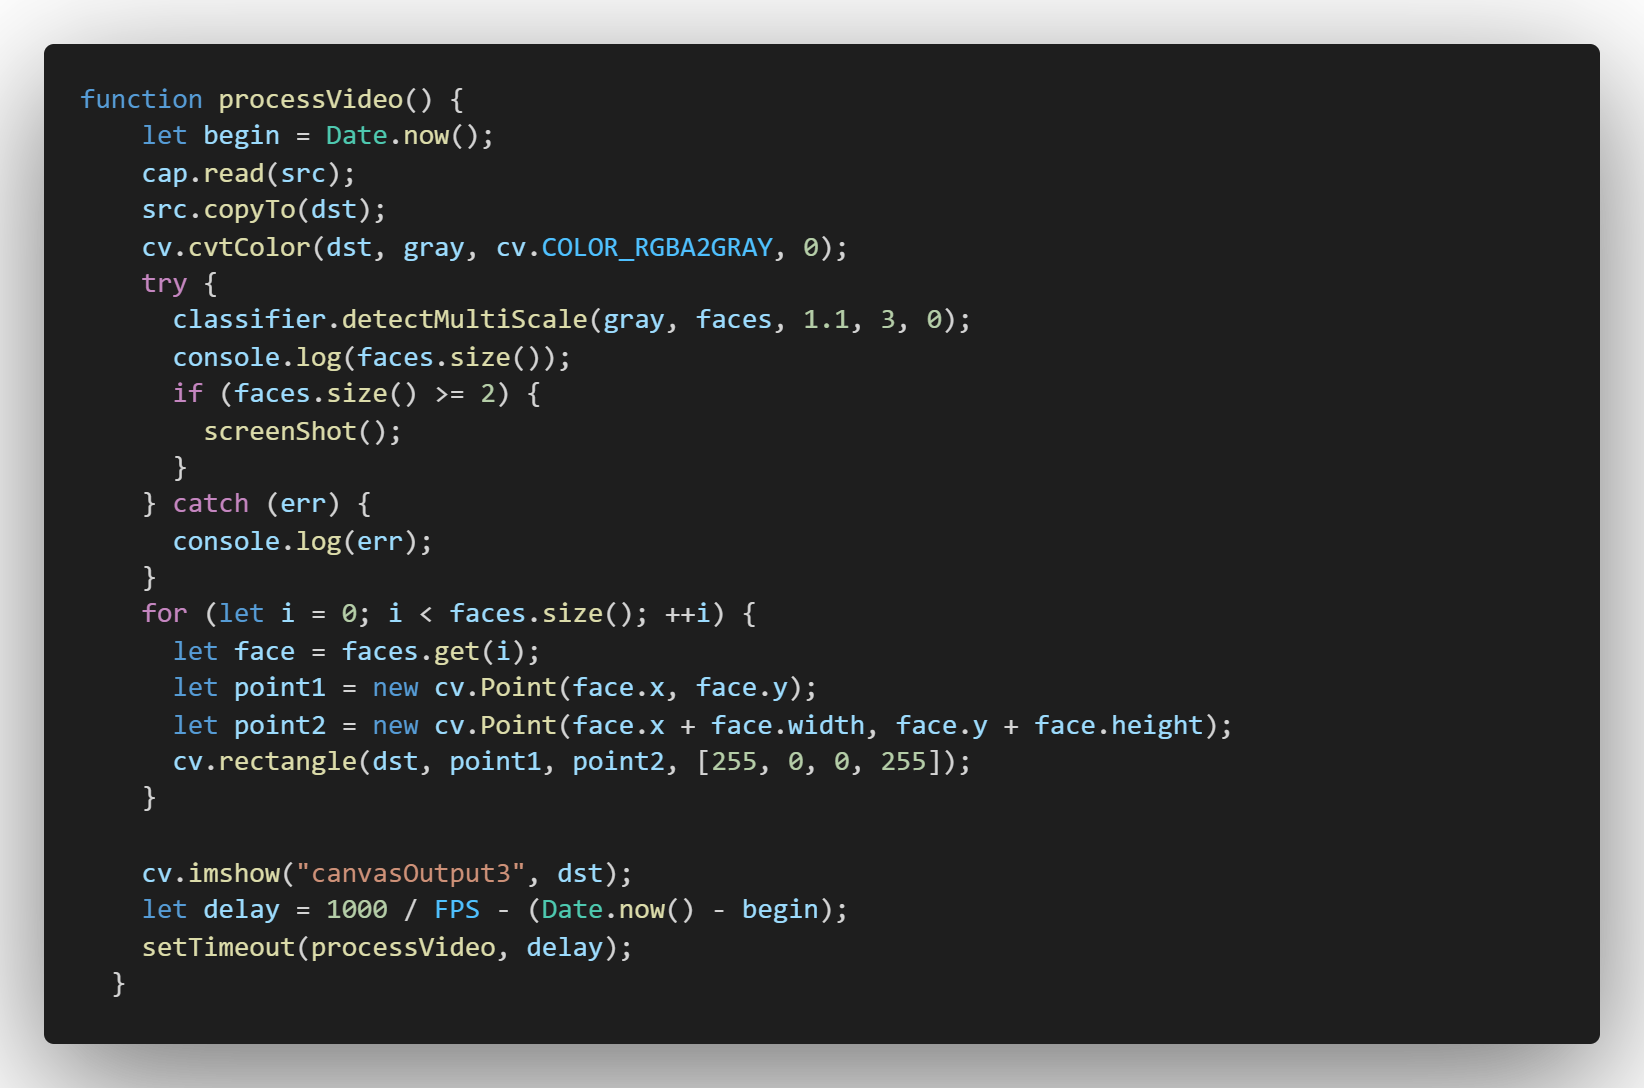 function processVideo() {
    let begin = Date.now();
    cap.read(src);
    src.copyTo(dst);
    cv.cvtColor(dst, gray, cv.COLOR_RGBA2GRAY, 0);
    try {
      classifier.detectMultiScale(gray, faces, 1.1, 3, 0);
      console.log(faces.size());
      if (faces.size() >= 2) {
        screenShot();
      }
    } catch (err) {
      console.log(err);
    }
    for (let i = 0; i < faces.size(); ++i) {
      let face = faces.get(i);
      let point1 = new cv.Point(face.x, face.y);
      let point2 = new cv.Point(face.x + face.width, face.y + face.height);
      cv.rectangle(dst, point1, point2, [255, 0, 0, 255]);
    }

    cv.imshow("canvasOutput3", dst);
    let delay = 1000 / FPS - (Date.now() - begin);
    setTimeout(processVideo, delay);
  }